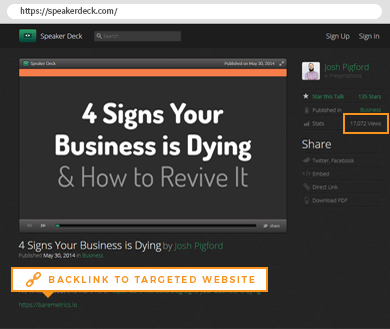 https://speakerdeck.com/
Speaker Deck
Search
Sign Up
Sign In
Speaker Deck
Published on May 30, 2014
4 Signs Your
Business is Dying
& How to Revive It
share
Josh Pigford
Star this Talk
135 Stars
Published in
Business
Stats
17,072 Views
Share
Twitter, Facebook
Embed
Direct Link
Download PDF
4 Signs Your Business is Dying by Josh Pigford
Published May 30, 2014 in Business
BACKLINK TO TARGETED WEBSITE
https://baremetrics.io